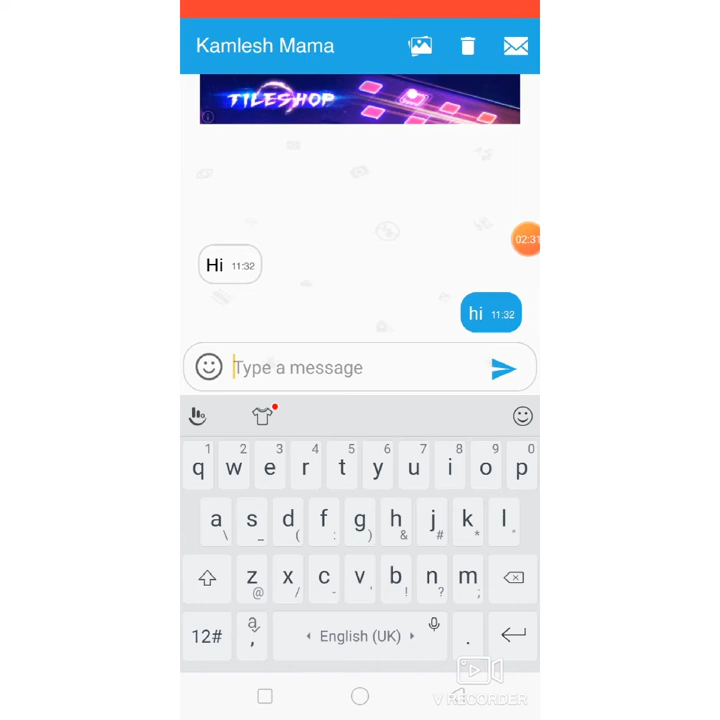 Kamlesh Mama
TILESHOP
02:31
Hi 11:32
hi 11:32
Type a message
1 2 3 4 5 6 7 8 9 0
q w e r t y u i o p
a s d f g h j k l
\ _ ( : ) & # * "
z x c v b n m
@ / - ' ! ? ;
12# a , English (UK) .
V RECORDER